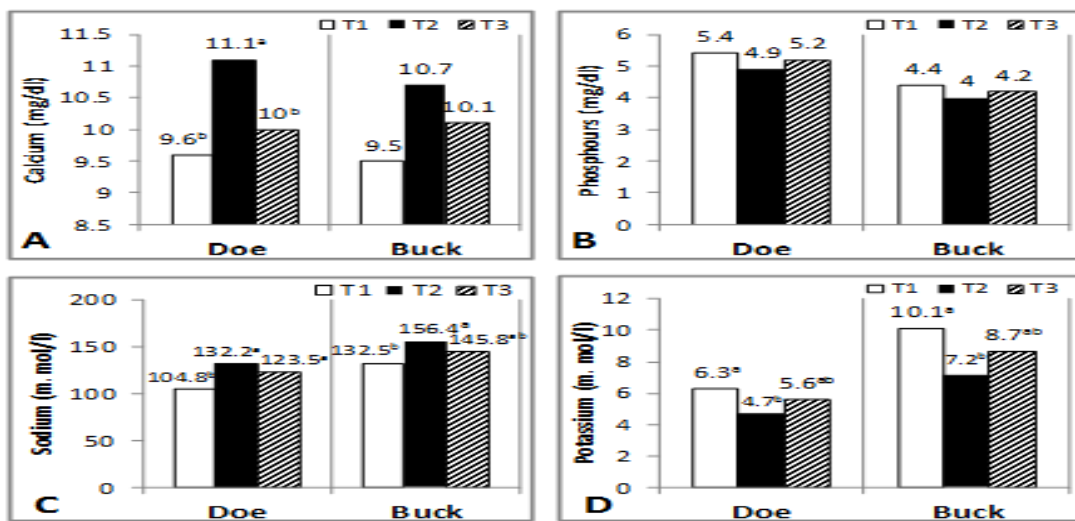 T1 T2 T3
Calcium (mg/dl)
11.5
11
10.5
10
9.5
9
8.5
9.6ᵇ
11.1ᵃ
10ᵇ
9.5
10.7
10.1
A
Doe Buck
T1 T2 T3
Phosphours (mg/dl)
6
5
4
3
2
1
0
5.4
4.9
5.2
4.4
4
4.2
B
Doe Buck
T1 T2 T3
Sodium (m. mol/l)
200
150
100
50
0
104.8ᵇ
132.2ᵃ
123.5ᵃ
132.5ᵇ
156.4ᵃ
145.8ᵃᵇ
C
Doe Buck
T1 T2 T3
Potassium (m. mol/l)
12
10
8
6
4
2
0
6.3ᵃ
4.7ᵇ
5.6ᵃᵇ
10.1ᵃ
7.2ᵇ
8.7ᵃᵇ
D
Doe Buck